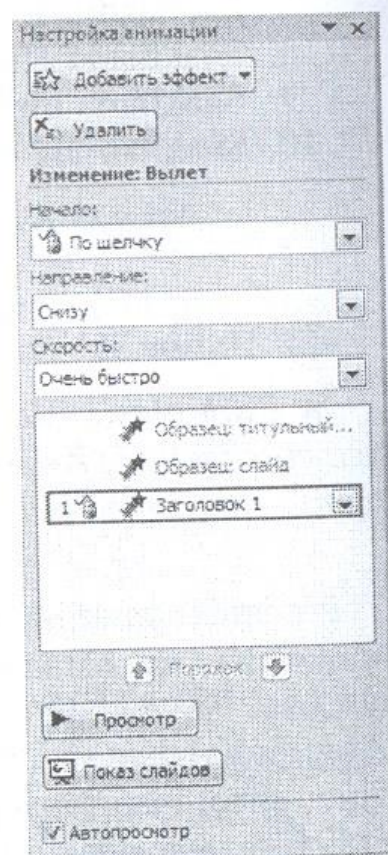 Настройка анимации
Добавить эффект
Удалить
Изменение: Вылет
Начало:
По щелчку
Направление:
Снизу
Скорость:
Очень быстро
Образец: титульный...
Образец: слайд
1 Заголовок 1
Порядок
Просмотр
Показ слайдов
Автопросмотр